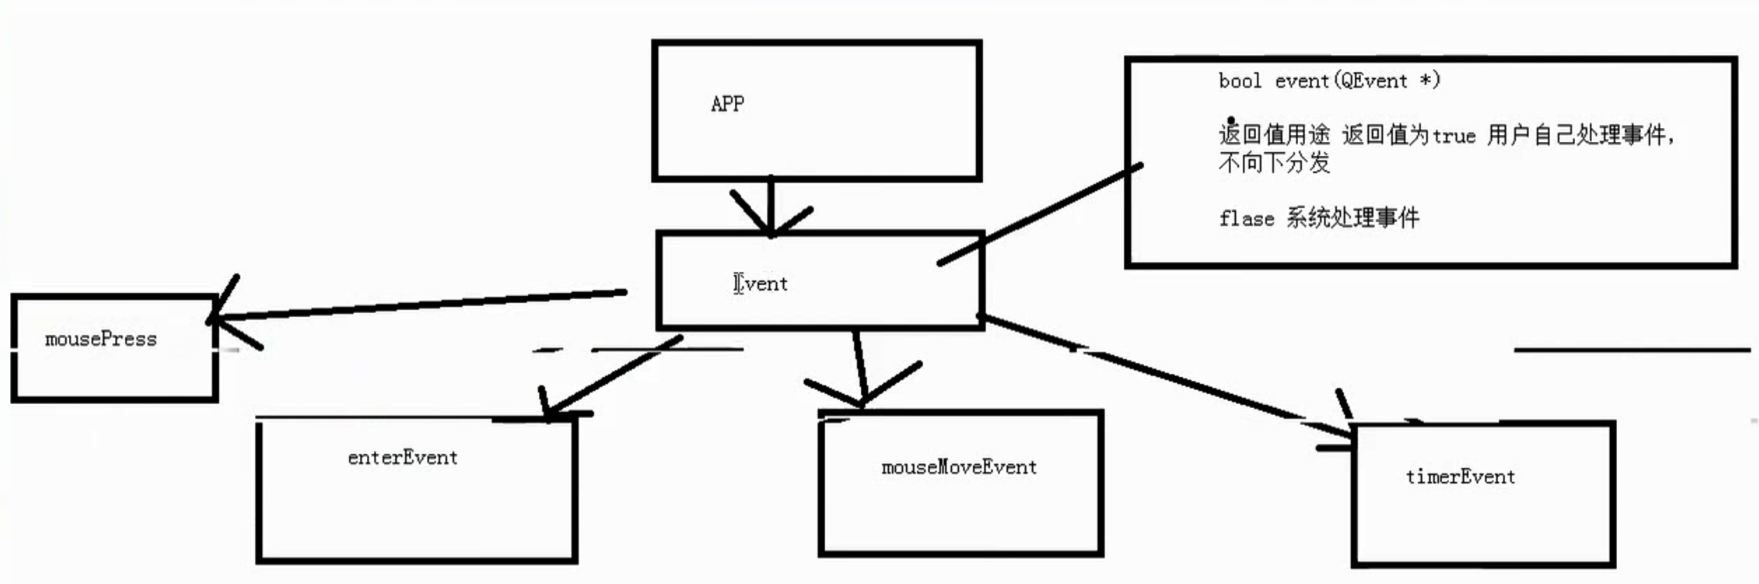 APP
bool event(QEvent *)
返回值用途 返回值为true 用户自己处理事件,
不向下分发
flase 系统处理事件
Event
mousePress
enterEvent
mouseMoveEvent
timerEvent